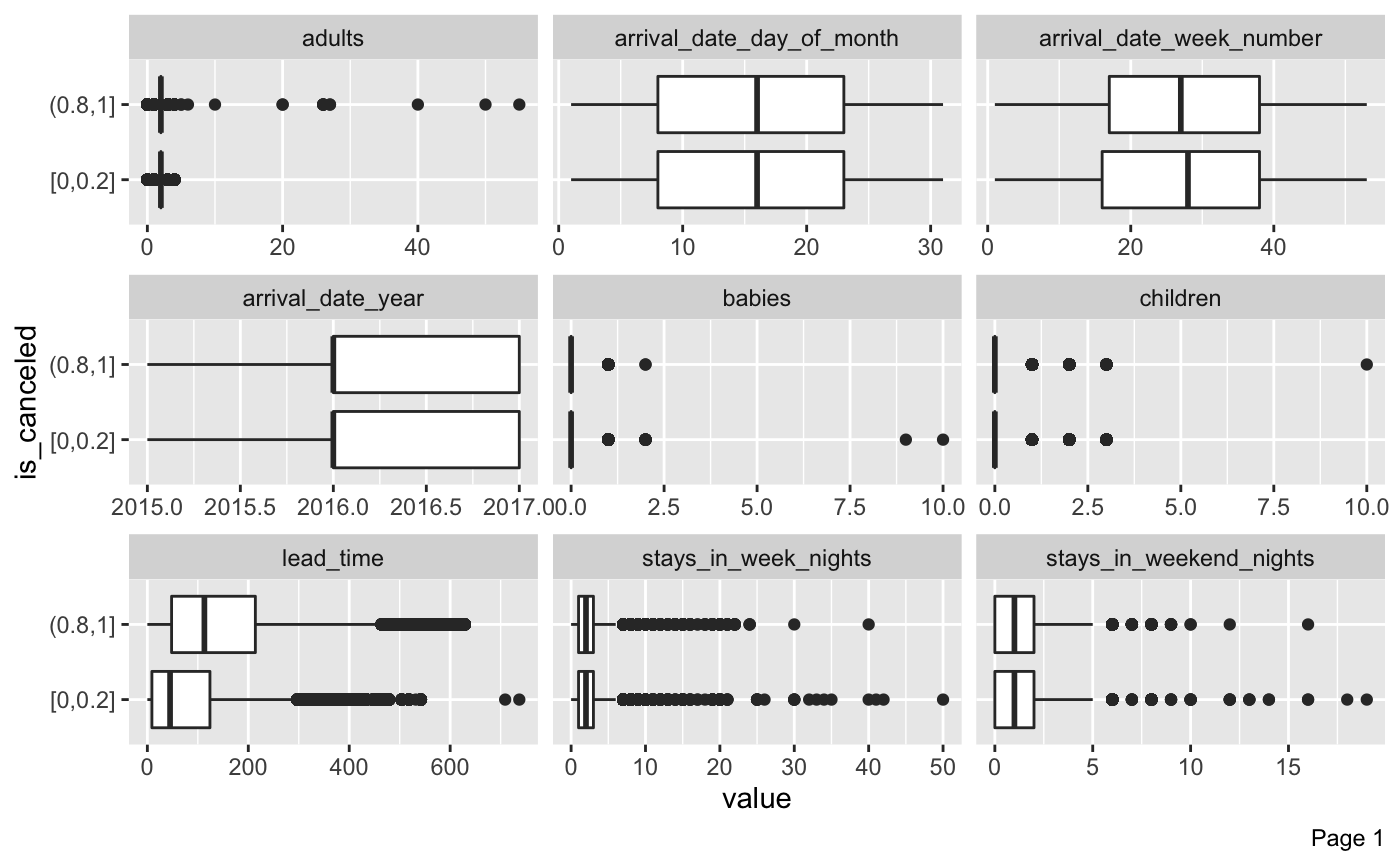 adults arrival_date_day_of_month arrival_date_week_number
(0.8,1]
[0,0.2]
0 20 40 0 10 20 30 0 20 40
arrival_date_year babies children
(0.8,1]
[0,0.2]
2015.0 2015.5 2016.0 2016.5 2017.0 0.0 2.5 5.0 7.5 10.0 0.0 2.5 5.0 7.5 10.0
is_canceled
lead_time stays_in_week_nights stays_in_weekend_nights
(0.8,1]
[0,0.2]
0 200 400 600 0 10 20 30 40 50 0 5 10 15
value
Page 1